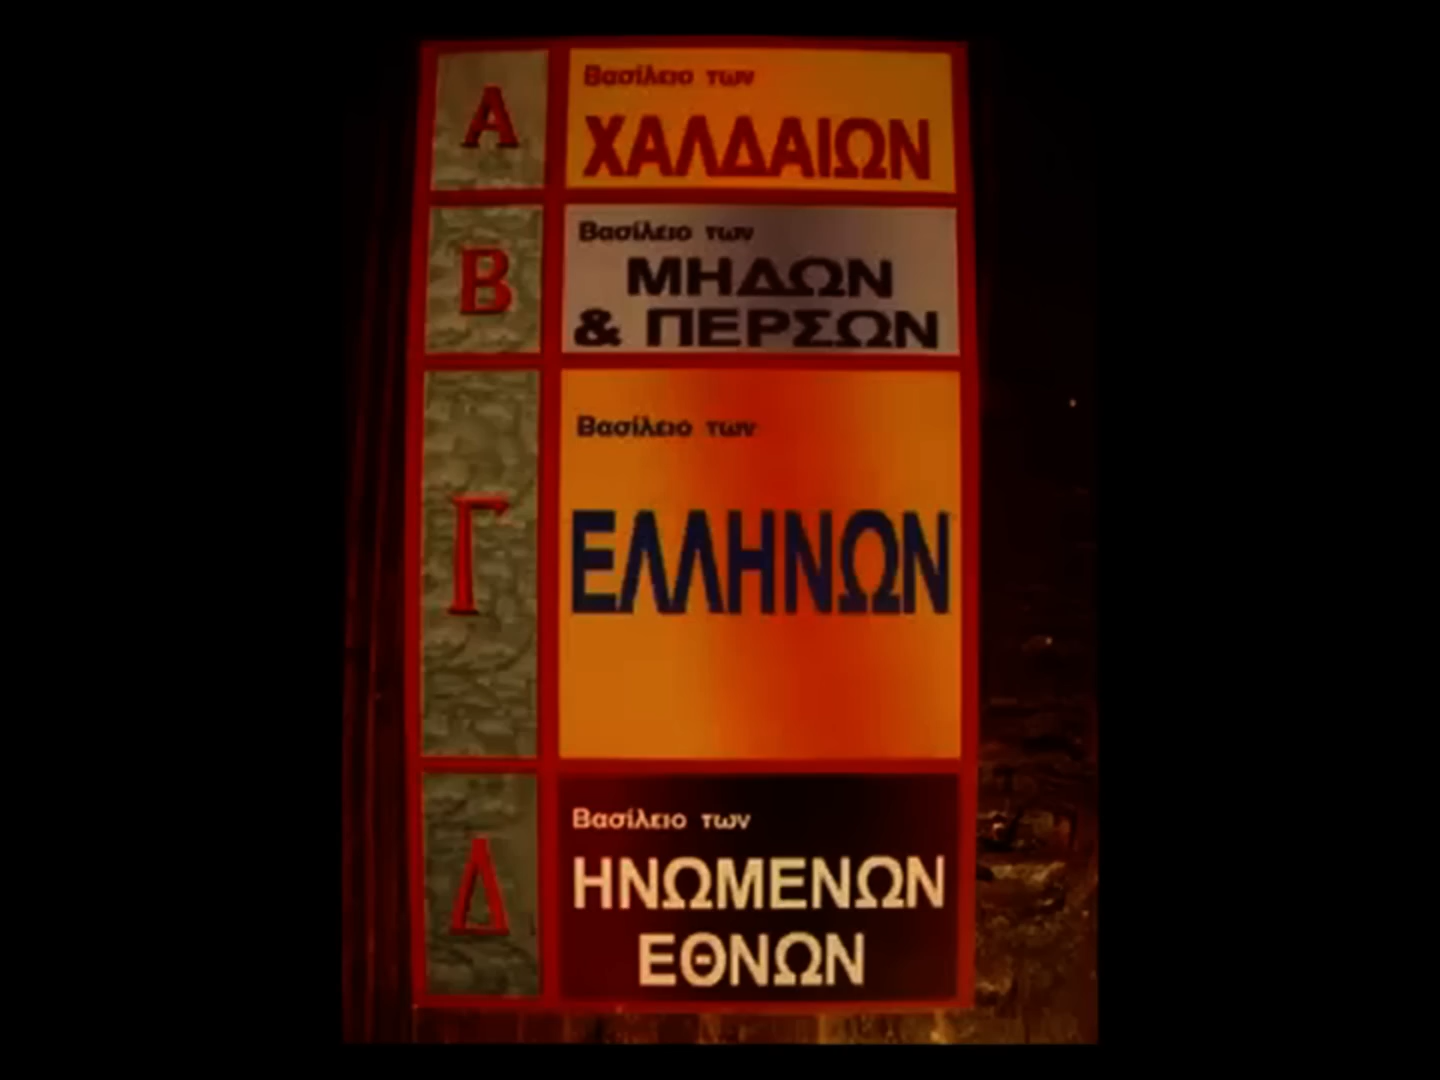 Α
Βασίλειο των
ΧΑΛΔΑΙΩΝ
Β
Βασίλειο των
ΜΗΔΩΝ
& ΠΕΡΣΩΝ
Γ
Βασίλειο των
ΕΛΛΗΝΩΝ
Δ
Βασίλειο των
ΗΝΩΜΕΝΩΝ
ΕΘΝΩΝ